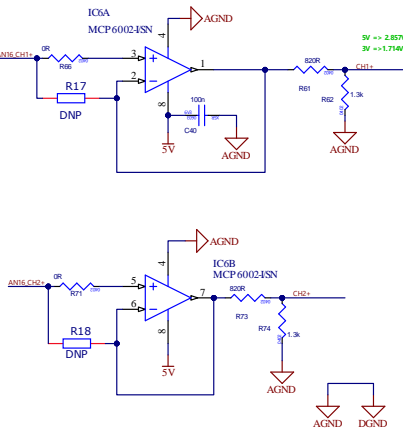 IC6A
MCP6002-I/SN
4
AGND
5V => 2.857
3V =>1.714V
AN16_CH1+
0R
R66
3
2
1
820R
R61
CH1+
R17
DNP
8
100n
C40
R62
1.3k
5V
AGND
AGND
4
AGND
IC6B
MCP6002-I/SN
AN16_CH2+
0R
R71
5
6
7
820R
R73
CH2+
R18
DNP
8
R74
1.3k
5V
AGND
AGND
DGND